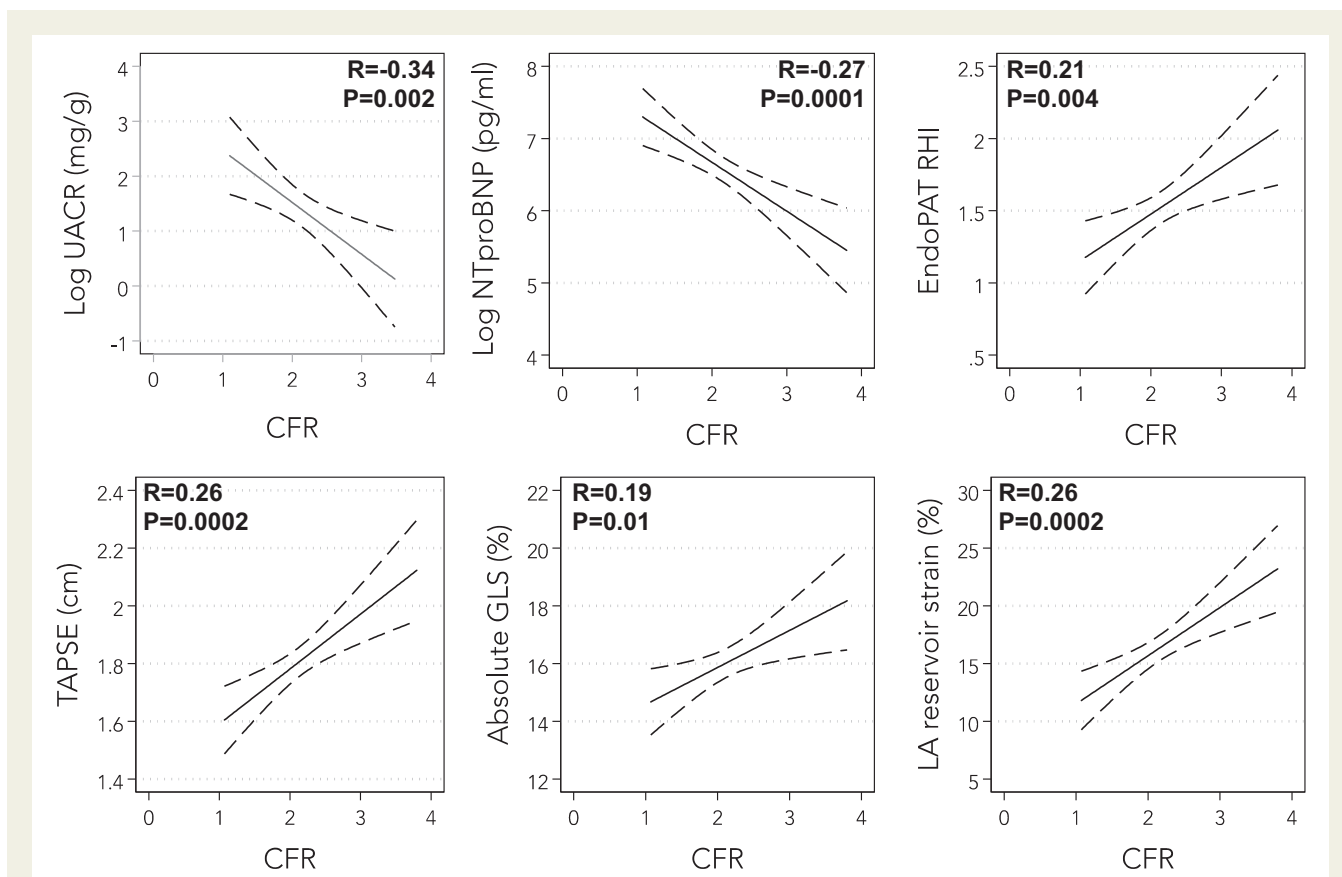 Log UACR (mg/g)
4
3
2
1
0
-1
R=-0.34
P=0.002
0 1 2 3 4
CFR
Log NTproBNP (pg/ml)
8
7
6
5
4
R=-0.27
P=0.0001
0 1 2 3 4
CFR
EndoPAT RHI
2.5
2
1.5
1
.5
R=0.21
P=0.004
0 1 2 3 4
CFR
TAPSE (cm)
2.4
2.2
2
1.8
1.6
1.4
R=0.26
P=0.0002
0 1 2 3 4
CFR
Absolute GLS (%)
22
20
18
16
14
12
R=0.19
P=0.01
0 1 2 3 4
CFR
LA reservoir strain (%)
30
25
20
15
10
5
R=0.26
P=0.0002
0 1 2 3 4
CFR